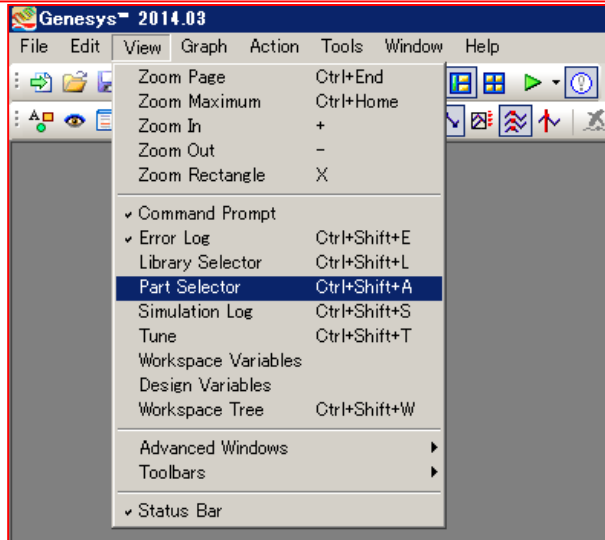 Genesys™ 2014.03
File Edit View Graph Action Tools Window Help
Zoom Page Ctrl+End
Zoom Maximum Ctrl+Home
Zoom In +
Zoom Out -
Zoom Rectangle X
Command Prompt
Error Log Ctrl+Shift+E
Library Selector Ctrl+Shift+L
Part Selector Ctrl+Shift+A
Simulation Log Ctrl+Shift+S
Tune Ctrl+Shift+T
Workspace Variables
Design Variables
Workspace Tree Ctrl+Shift+W
Advanced Windows
Toolbars
Status Bar